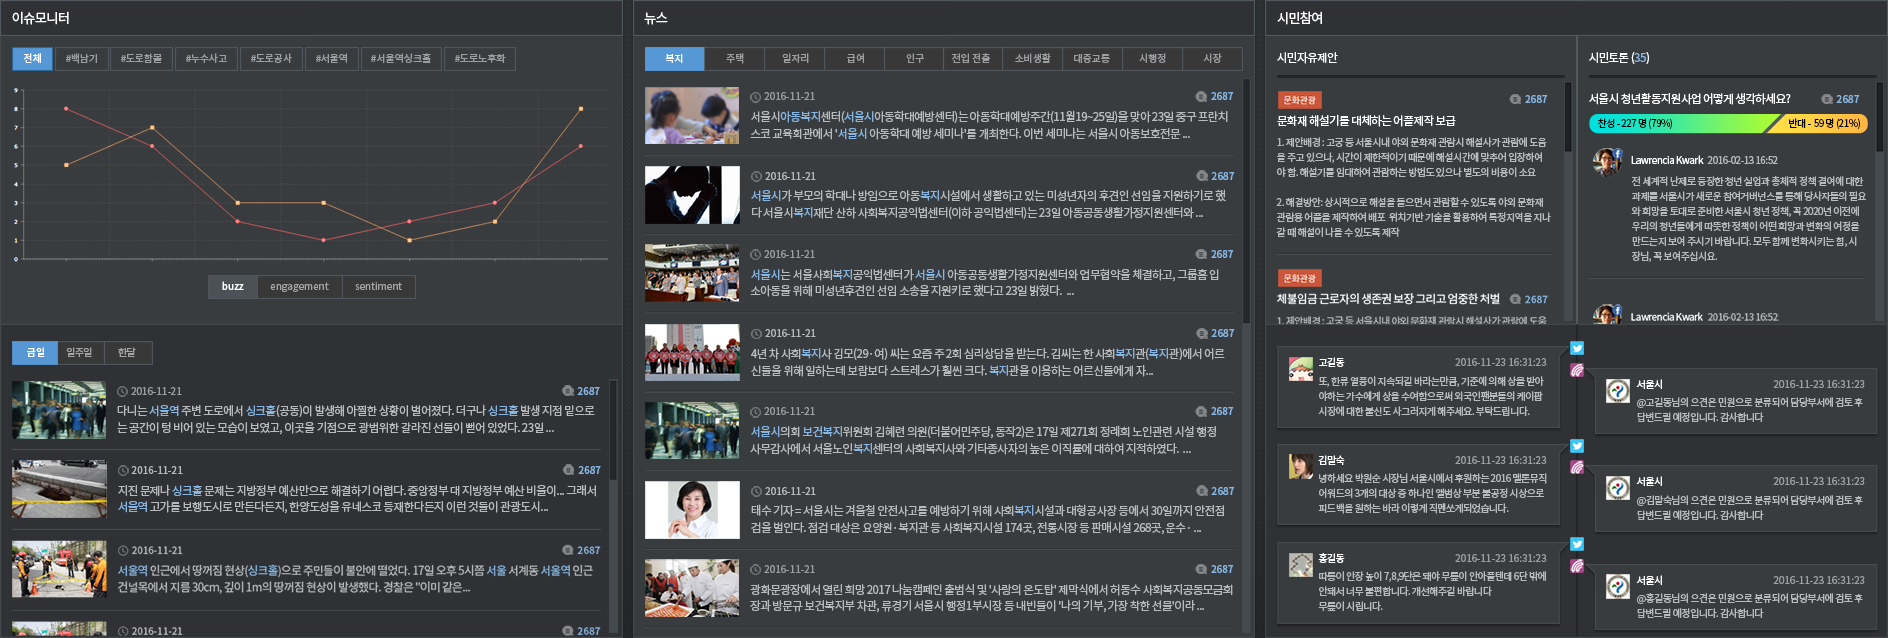 이슈모니터
전체 #백남기 #도로함몰 #누수사고 #도로공사 #서울역 #서울역싱크홀 #도로노후화
9
8
7
6
5
4
3
2
1
0
buzz engagement sentiment
금일 일주일 한달
2016-11-21 2687
다니는 서울역 주변 도로에서 싱크홀(공동)이 발생해 아찔한 상황이 벌어졌다. 더구나 싱크홀 발생 지점 밑으로
는 공간이 텅 비어 있는 모습이 보였고, 이곳을 기점으로 광범위한 갈라진 선들이 뻗어 있었다. 23일 ...
2016-11-21 2687
지진 문제나 싱크홀 문제는 지방정부 예산만으로 해결하기 어렵다. 중앙정부 대 지방정부 예산 비율이... 그래서
서울역 고가를 보행도시로 만든다든지, 한양도성을 유네스코 등재한다든지 이런 것들이 관광도시...
2016-11-21 2687
서울역 인근에서 땅꺼짐 현상(싱크홀)으로 주민들이 불안에 떨었다. 17일 오후 5시쯤 서울 서계동 서울역 인근
건널목에서 지름 30cm, 깊이 1m의 땅꺼짐 현상이 발생했다. 경찰은 "이미 같은...
2016-11-21 2687
뉴스
복지 주택 일자리 급여 인구 전입 전출 소비생활 대중교통 시행정 시장
2016-11-21 2687
서울시아동복지센터(서울시아동학대예방센터)는 아동학대예방주간(11월19~25일)을 맞아 23일 중구 프란치
스코 교육회관에서 '서울시 아동학대 예방 세미나'를 개최한다. 이번 세미나는 서울시 아동보호전문 ...
2016-11-21 2687
서울시가 부모의 학대나 방임으로 아동복지시설에서 생활하고 있는 미성년자의 후견인 선임을 지원하기로 했
다 서울시복지재단 산하 사회복지공익법센터(이하 공익법센터)는 23일 아동공동생활가정지원센터와 ...
2016-11-21 2687
서울시는 서울사회복지공익법센터가 서울시 아동공동생활가정지원센터와 업무협약을 체결하고, 그룹홈 입
소아동을 위해 미성년후견인 선임 소송을 지원키로 했다고 23일 밝혔다. ...
2016-11-21 2687
4년 차 사회복지사 김모(29·여) 씨는 요즘 주 2회 심리상담을 받는다. 김씨는 한 사회복지관(복지관)에서 어르
신들을 위해 일하는데 보람보다 스트레스가 훨씬 크다. 복지관을 이용하는 어르신들에게 자...
2016-11-21 2687
서울시의회 보건복지위원회 김혜련 의원(더불어민주당, 동작2)은 17일 제271회 정례회 노인관련 시설 행정
사무감사에서 서울노인복지센터의 사회복지사와 기타종사자의 높은 이직률에 대하여 지적하였다. ...
2016-11-21 2687
태수 기자 = 서울시는 겨울철 안전사고를 예방하기 위해 사회복지시설과 대형공사장 등에서 30일까지 안전점
검을 벌인다. 점검 대상은 요양원·복지관 등 사회복지시설 174곳, 전통시장 등 판매시설 268곳, 운수· ...
2016-11-21 2687
광화문광장에서 열린 희망 2017 나눔캠페인 출범식 및 '사랑의 온도탑' 제막식에서 허동수 사회복지공동모금회
장과 방문규 보건복지부 차관, 류경기 서울시 행정1부시장 등 내빈들이 '나의 기부, 가장 착한 선물'이라 ...
시민참여
시민자유제안
문화관광 2687
문화재 해설기를 대체하는 어플제작 보급
1. 제안배경 : 고궁 등 서울시내 야외 문화재 관람시 해설사가 관람에 도움
을 주고 있으나, 시간이 제한적이기 때문에 해설시간에 맞추어 입장하여
야 함. 해설기를 임대하여 관람하는 방법도 있으나 별도의 비용이 소요
2. 해결방안: 상시적으로 해설을 들으면서 관람할 수 있도록 야외 문화재
관람용 어플을 제작하여 배포 위치기반 기술을 활용하여 특정지역을 지나
갈 때 해설이 나올 수 있도록 제작
문화관광
체불임금 근로자의 생존권 보장 그리고 엄중한 처벌 2687
1. 제안배경 : 고궁 등 서울시내 야외 문화재 관람시 해설사가 관람에 도움
시민토론 (35)
서울시 청년활동지원사업 어떻게 생각하세요? 2687
찬성 - 227 명 (79%) 반대 - 59 명 (21%)
Lawrencia Kwark 2016-02-13 16:52
전 세계적 난제로 등장한 청년 실업과 총체적 정책 결여에 대한
과제를 서울시가 새로운 참여거버넌스를 통해 당사자들의 필요
와 희망을 토대로 준비한 서울시 청년 정책, 꼭 2020년 이전에
우리의 청년들에게 따뜻한 정책이 어떤 희망과 변화의 여정을
만드는지 보여 주시기 바랍니다. 모두 함께 변화시키는 힘, 시
장님, 꼭 보여주십시요.
Lawrencia Kwark 2016-02-13 16:52
고길동 2016-11-23 16:31:23
또, 한류 열풍이 지속되길 바라는만큼, 기준에 의해 상을 받아
야하는 가수에게 상을 수여함으로써 외국인팬분들의 케이팝
시장에 대한 불신도 사그러지게 해주세요. 부탁드립니다.
서울시 2016-11-23 16:31:23
@고길동님의 으견은 민원으로 분류되어 담당부서에 검토 후
답변드릴 예정입니다. 감사합니다
김말숙 2016-11-23 16:31:23
녕하세요 박원순 시장님 서울시에서 후원하는 2016 멜론뮤직
어워드의 3개의 대상 중 하나인 앨범상 부분 불공정 시상으로
피드백을 원하는 바라 이렇게 직멘쏘게되었습니다.
서울시 2016-11-23 16:31:23
@김말숙님의 으견은 민원으로 분류되어 담당부서에 검토 후
답변드릴 예정입니다. 감사합니다
홍길동 2016-11-23 16:31:23
따릉이 안장 높이 7,8,9단은 돼야 무릎이 안아플텐데 6단 밖에
안돼서 너무 불편합니다. 개선해주길 바랍니다
무릎이 시립니다.
서울시 2016-11-23 16:31:23
@홍길동님의 으견은 민원으로 분류되어 담당부서에 검토 후
답변드릴 예정입니다. 감사합니다